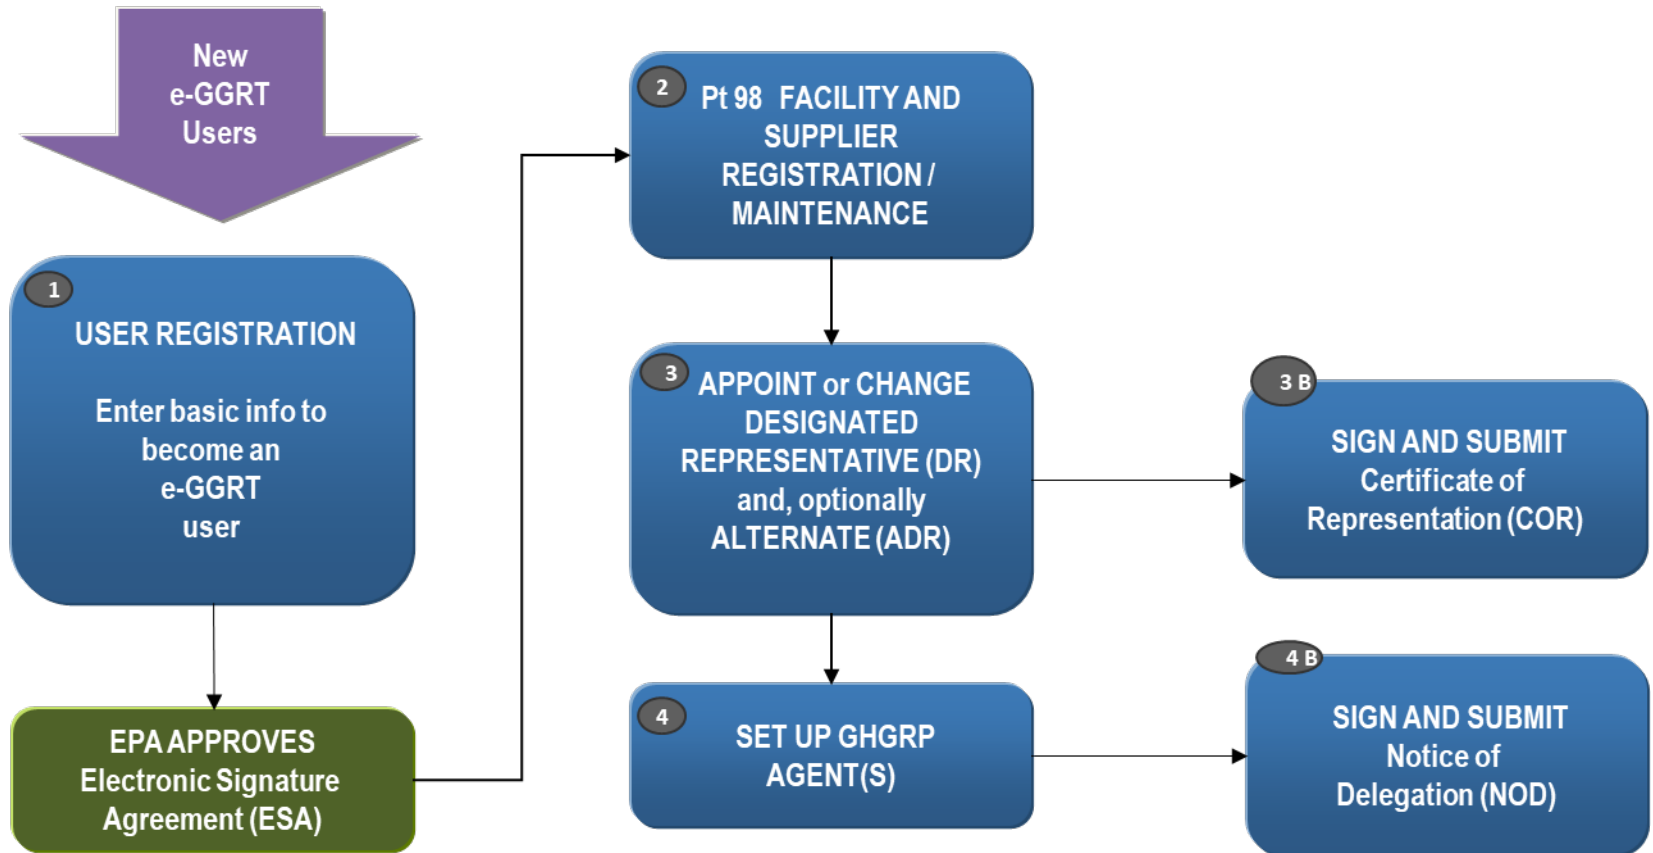 New
e-GGRT
Users
1
USER REGISTRATION
Enter basic info to
become an
e-GGRT
user
EPA APPROVES
Electronic Signature
Agreement (ESA)
2
Pt 98 FACILITY AND
SUPPLIER
REGISTRATION /
MAINTENANCE
3
APPOINT or CHANGE
DESIGNATED
REPRESENTATIVE (DR)
and, optionally
ALTERNATE (ADR)
3 B
SIGN AND SUBMIT
Certificate of
Representation (COR)
4
SET UP GHGRP
AGENT(S)
4 B
SIGN AND SUBMIT
Notice of
Delegation (NOD)